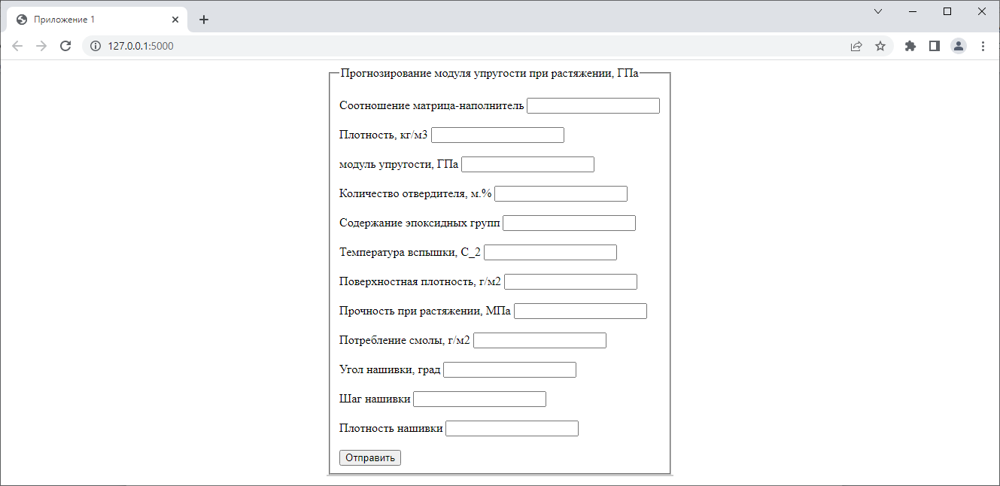 Приложение 1
127.0.0.1:5000
Прогнозирование модуля упругости при растяжении, ГПа
Соотношение матрица-наполнитель
Плотность, кг/м3
модуль упругости, ГПа
Количество отвердителя, м.%
Содержание эпоксидных групп
Температура вспышки, С_2
Поверхностная плотность, г/м2
Прочность при растяжении, МПа
Потребление смолы, г/м2
Угол нашивки, град
Шаг нашивки
Плотность нашивки
Отправить